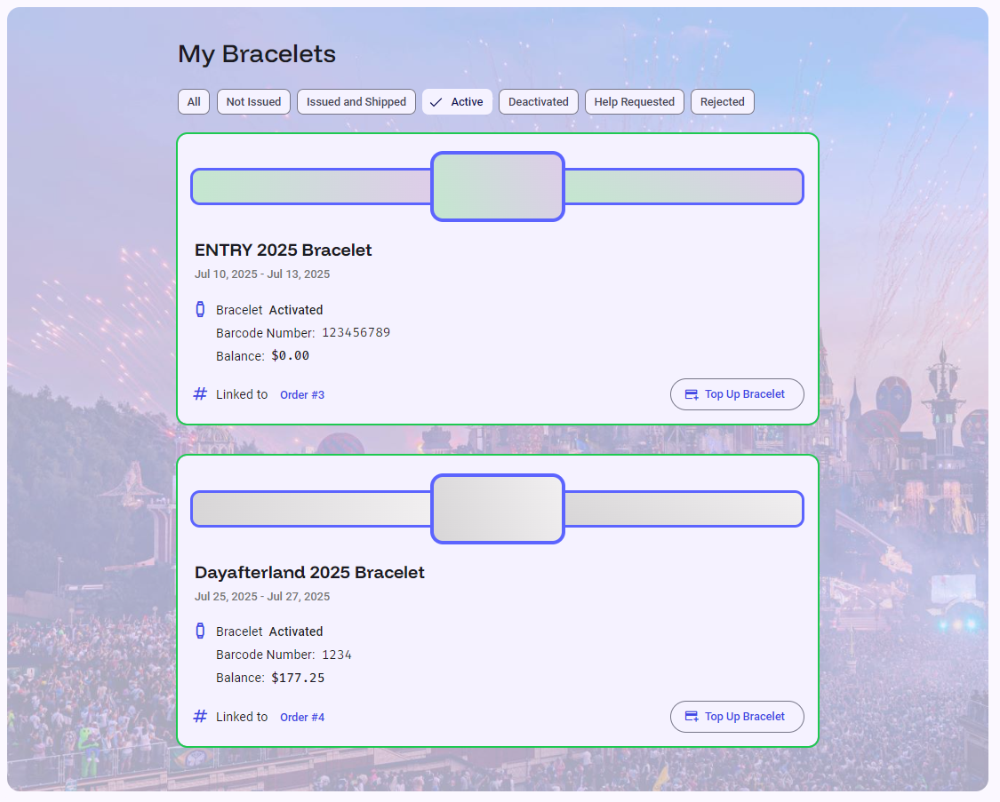 My Bracelets
All
Not Issued
Issued and Shipped
Active
Deactivated
Help Requested
Rejected
ENTRY 2025 Bracelet
Jul 10, 2025 - Jul 13, 2025
Bracelet Activated
Barcode Number: 123456789
Balance: $0.00
# Linked to Order #3
Top Up Bracelet
Dayafterland 2025 Bracelet
Jul 25, 2025 - Jul 27, 2025
Bracelet Activated
Barcode Number: 1234
Balance: $177.25
# Linked to Order #4
Top Up Bracelet